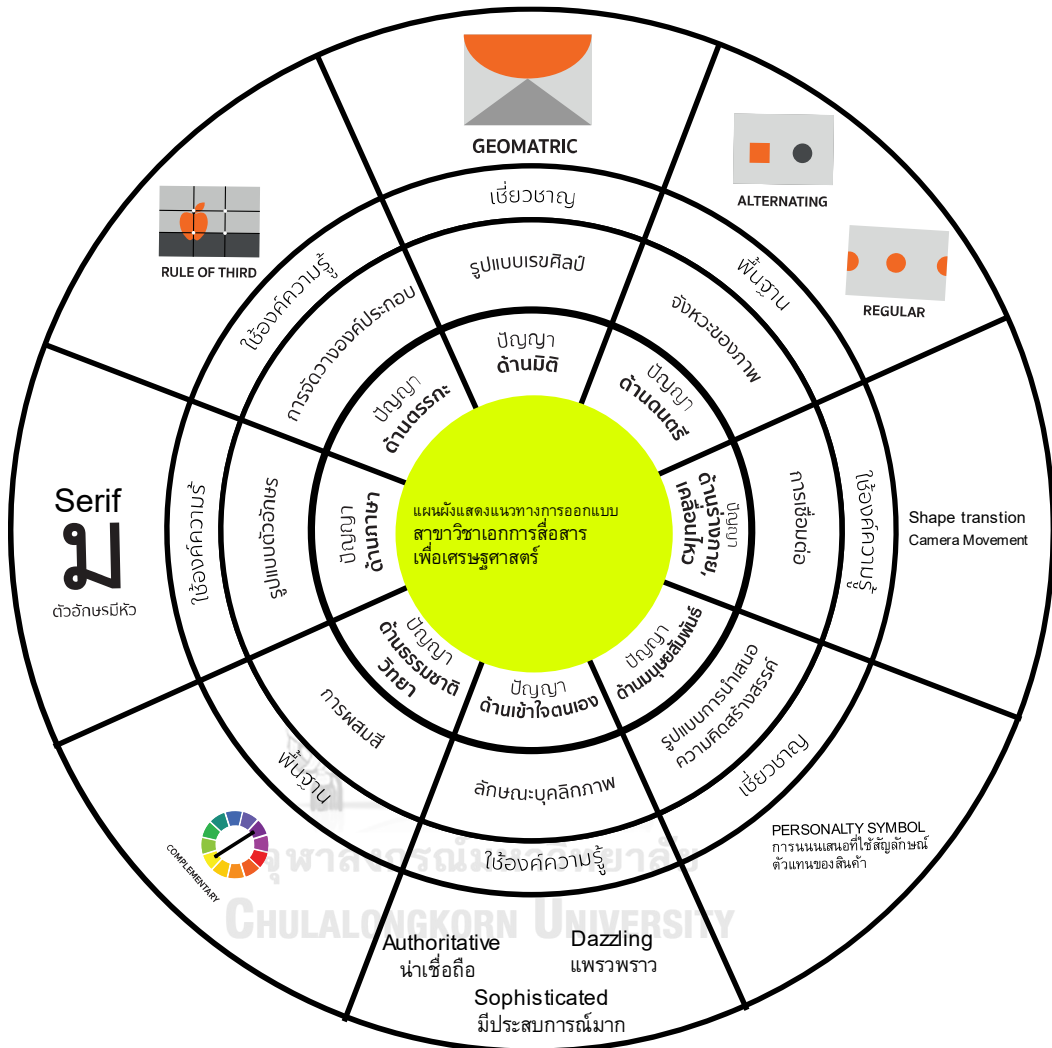 แผนผังแสดงแนวทางการออกแบบ
สาขาวิชาเอกการสื่อสาร
เพื่อเศรษฐศาสตร์
GEOMATRIC
เชี่ยวชาญ
รูปแบบเรขศิลป์
ปัญญา
ด้านมิติ
ALTERNATING
REGULAR
พื้นฐาน
จังหวะของภาพ
ปัญญา
ด้านดนตรี
Shape transtion
Camera Movement
ใช้องค์ความรู้
การเชื่อมต่อ
ปัญญา
ด้านร่างกาย,
เคลื่อนไหว
PERSONALTY SYMBOL
การนนนเสนอที่ใช้สัญลักษณ์
ตัวแทนของสินค้า
เชี่ยวชาญ
รูปแบบการนำเสนอ
ความคิดสร้างสรรค์
ปัญญา
ด้านมนุษยสัมพันธ์
Authoritative
น่าเชื่อถือ
Dazzling
แพรวพราว
Sophisticated
มีประสบการณ์มาก
ใช้องค์ความรู้
ลักษณะบุคลิกภาพ
ปัญญา
ด้านเข้าใจตนเอง
COMPLEMENTARY
พื้นฐาน
การผสมสี
ปัญญา
ด้านธรรมชาติ
วิทยา
Serif
ม
ตัวอักษรมีหัว
ใช้องค์ความรู้
รูปแบบตัวอักษร
ปัญญา
ด้านภาษา
RULE OF THIRD
ใช้องค์ความรู้
การจัดวางองค์ประกอบ
ปัญญา
ด้านตรรกะ
จุฬาลงกรณ์มหาวิทยาลัย
CHULALONGKORN UNIVERSITY